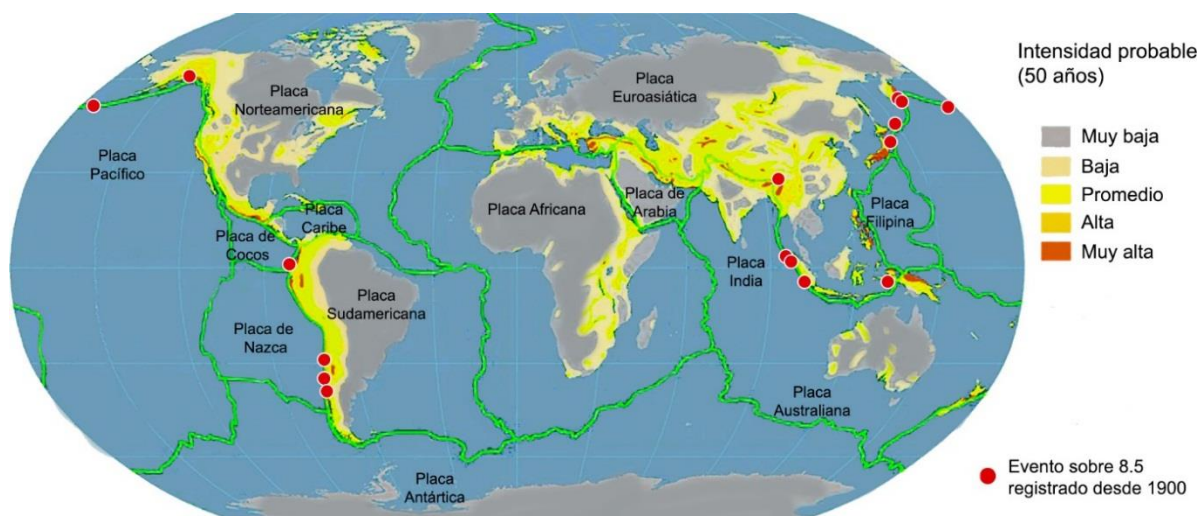 Placa
Norteamericana
Placa
Pacífico
Placa de
Cocos
Placa
Caribe
Placa
Sudamericana
Placa de
Nazca
Placa
Antártica
Placa Africana
Placa de
Arabia
Placa
Euroasiática
Placa
India
Placa
Filipina
Placa
Australiana
Intensidad probable
(50 años)
Muy baja
Baja
Promedio
Alta
Muy alta
Evento sobre 8.5
registrado desde 1900